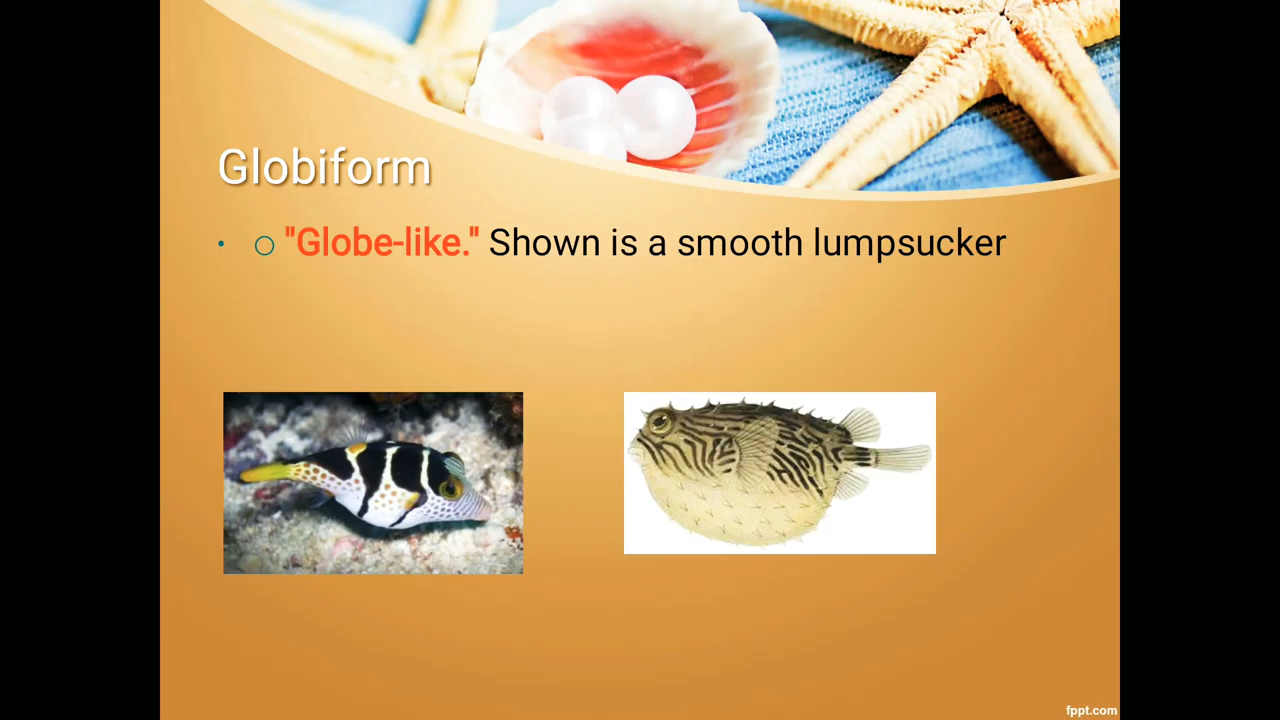 Globiform
• ○ "Globe-like." Shown is a smooth lumpsucker
fppt.com